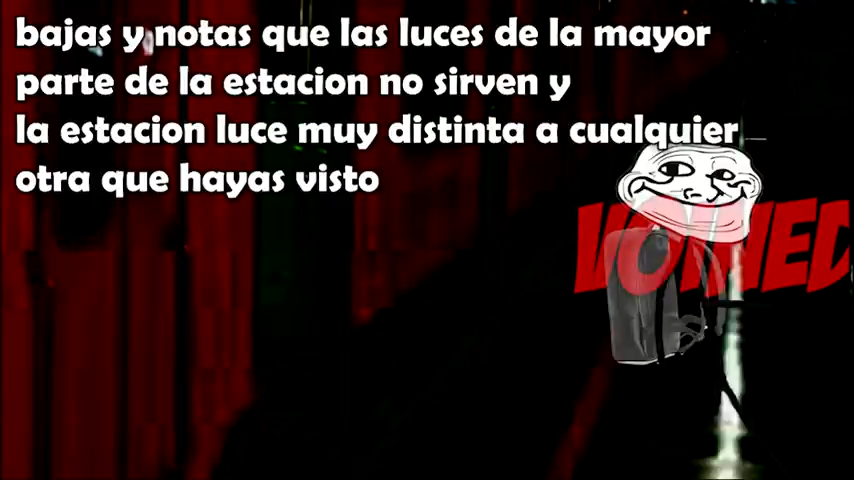 bajas y notas que las luces de la mayor
parte de la estacion no sirven y
la estacion luce muy distinta a cualquier
otra que hayas visto